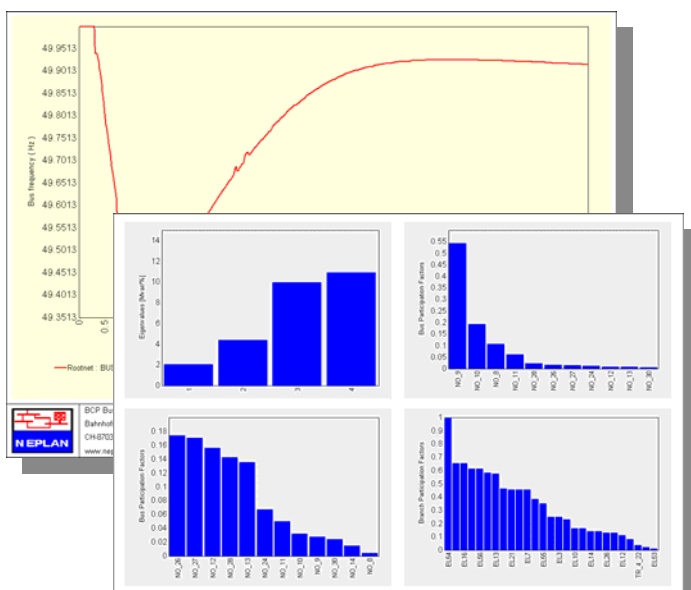 49.9513
49.9013
49.8513
49.8013
49.7513
49.7013
49.6513
49.6013
49.5513
49.5013
49.4513
49.4013
49.3513
Bus frequency ( Hz )
0
0.5
Rootnet : BUS
NEPLAN
BCP Bu
Bahnhof
CH-8703
www.nep
Eigenvalues [Mvar/%]
14
12
10
8
6
4
2
0
1
2
3
4
Bus Participation Factors
0.55
0.5
0.45
0.4
0.35
0.3
0.25
0.2
0.15
0.1
0.05
0
NO_9
NO_10
NO_8
NO_11
NO_28
NO_26
NO_27
NO_24
NO_12
NO_13
NO_30
Bus Participation Factors
0.18
0.16
0.14
0.12
0.1
0.08
0.06
0.04
0.02
0
NO_26
NO_27
NO_12
NO_28
NO_13
NO_24
NO_11
NO_10
NO_9
NO_30
NO_14
NO_8
Branch Participation Factors
1
0.9
0.8
0.7
0.6
0.5
0.4
0.3
0.2
0.1
0
EL54
EL16
EL56
EL13
EL21
EL7
EL55
EL3
EL10
EL14
EL26
EL12
TR_4_22
EL53